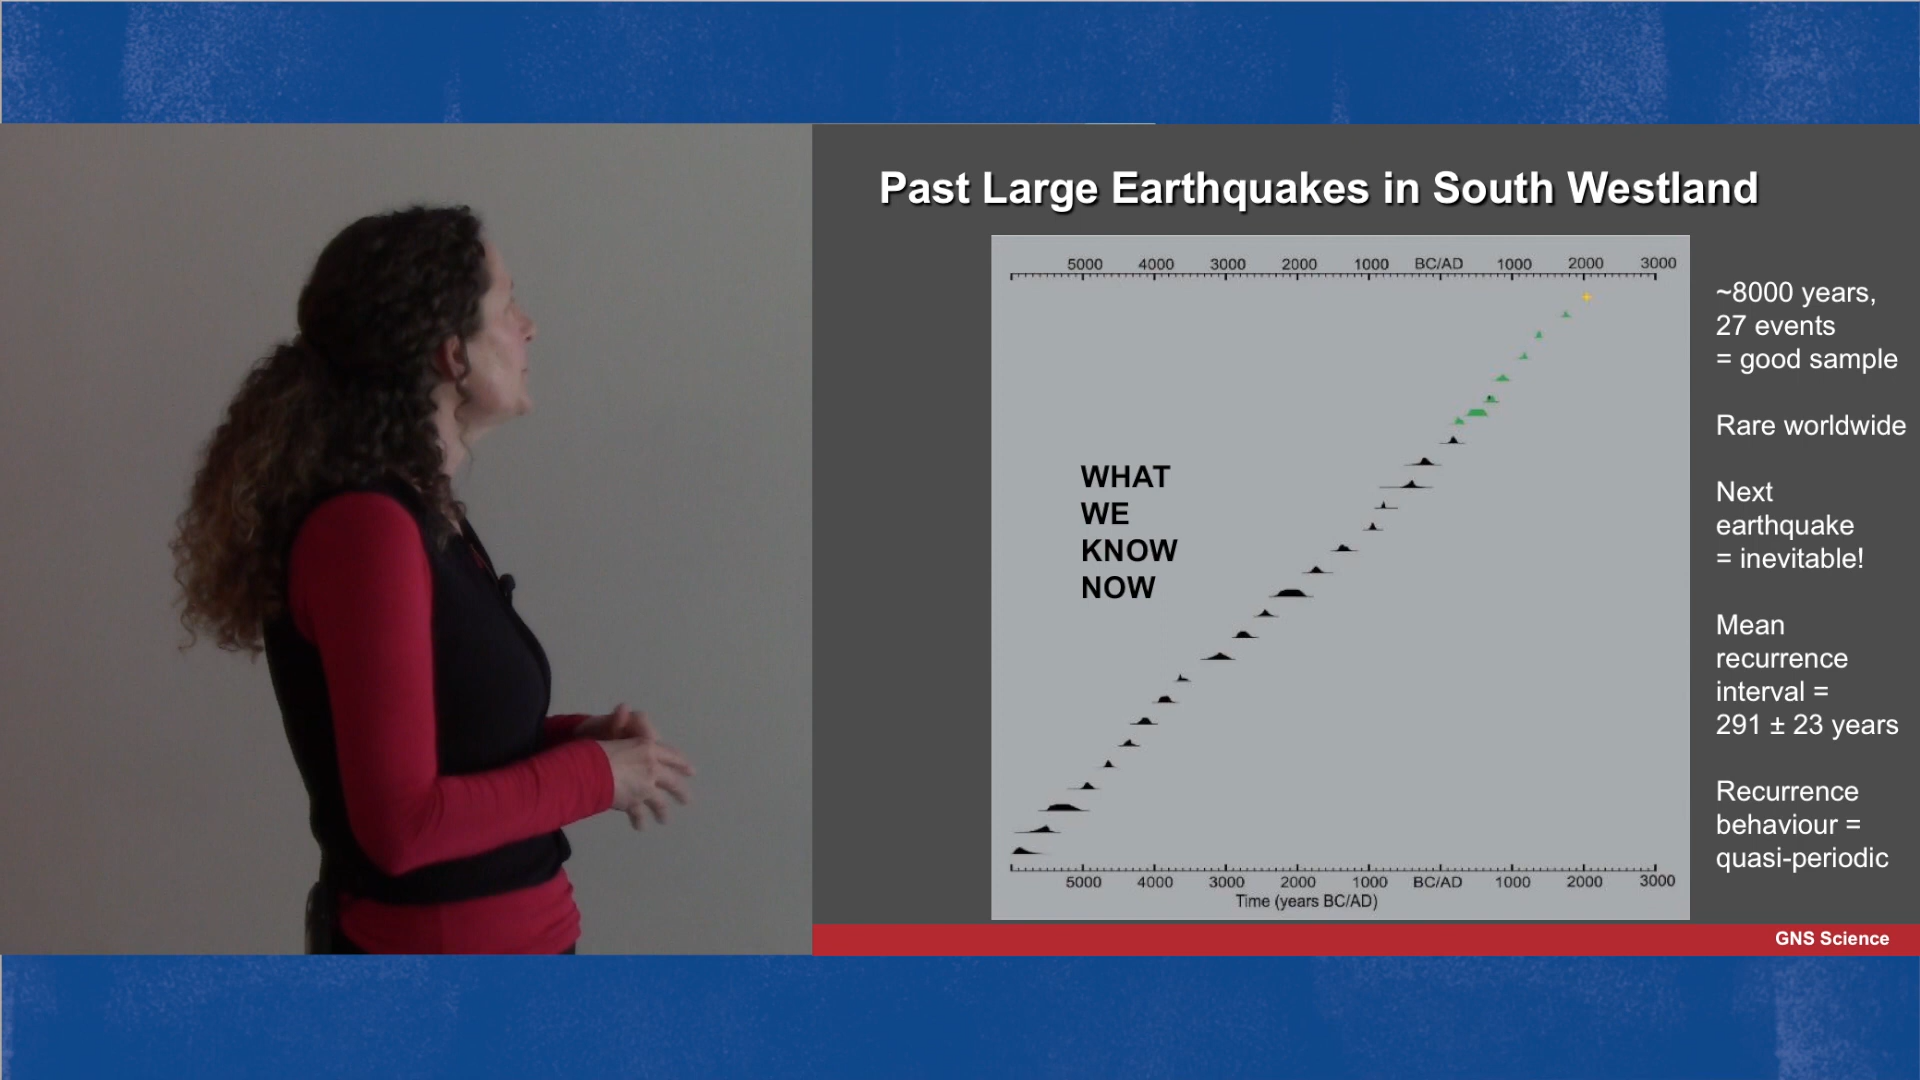 Past Large Earthquakes in South Westland
5000 4000 3000 2000 1000 BC/AD 1000 2000 3000
WHAT
WE
KNOW
NOW
5000 4000 3000 2000 1000 BC/AD 1000 2000 3000
Time (years BC/AD)
~8000 years,
27 events
= good sample
Rare worldwide
Next
earthquake
= inevitable!
Mean
recurrence
interval =
291 ± 23 years
Recurrence
behaviour =
quasi-periodic
GNS Science